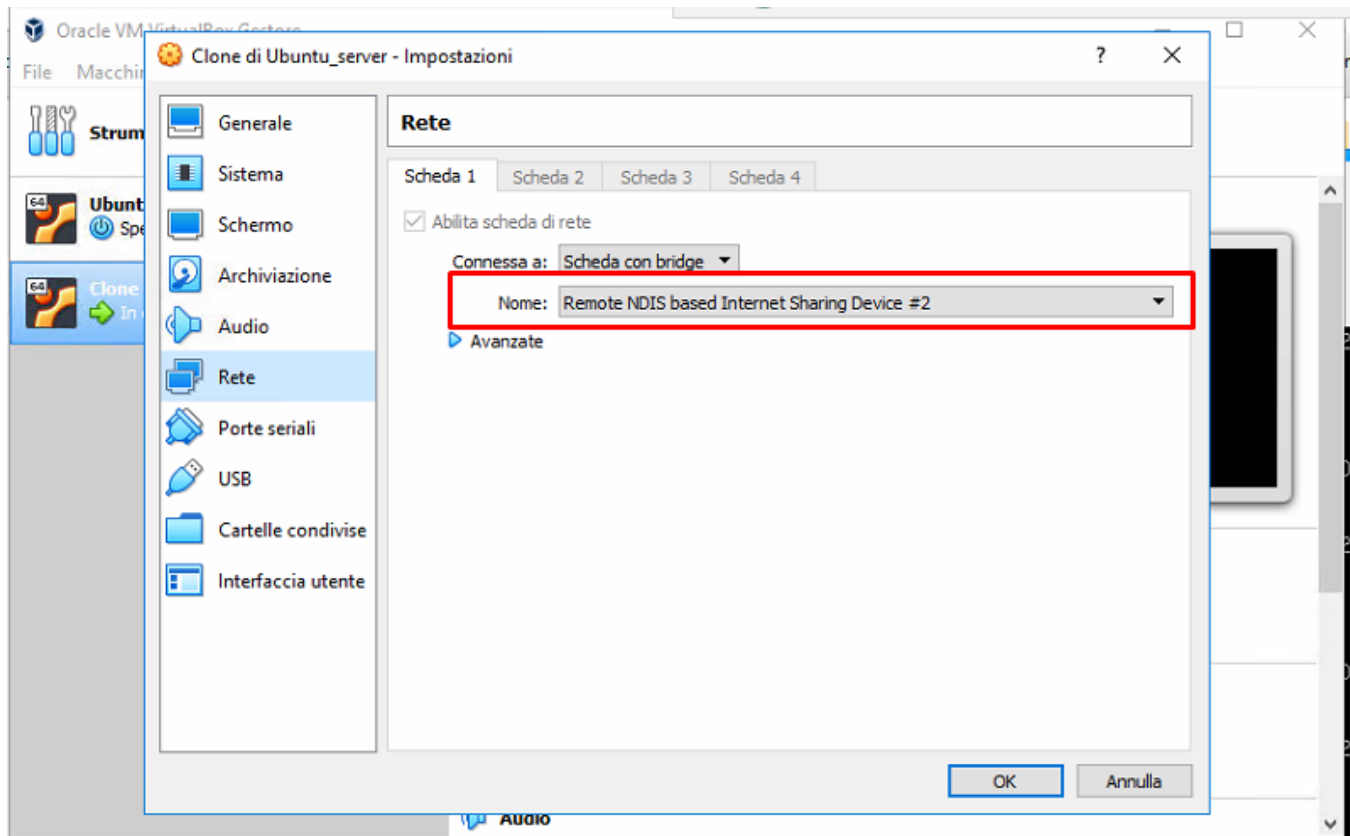 Oracle VM VirtualBox Gestore
Clone di Ubuntu_server - Impostazioni
?
File
Strum
Generale
Rete
Sistema
Scheda 1 Scheda 2 Scheda 3 Scheda 4
64
Ubunt
Spe
Schermo
Abilita scheda di rete
Archiviazione
Connessa a: Scheda con bridge
64
Clone
In
Nome: Remote NDIS based Internet Sharing Device #2
Audio
Avanzate
Rete
Porte seriali
USB
Cartelle condivise
Interfaccia utente
OK Annulla
Audio